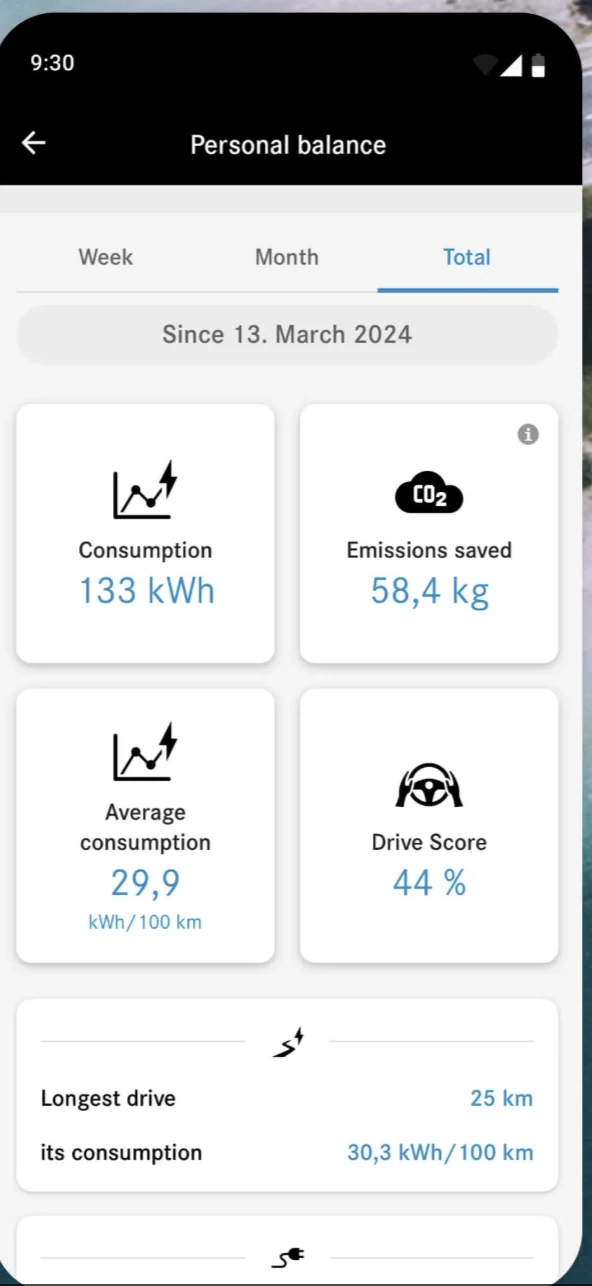 9:30
Personal balance
Week Month Total
Since 13. March 2024
Consumption
133 kWh
CO2
Emissions saved
58,4 kg
Average
consumption
29,9
kWh/100 km
Drive Score
44 %
Longest drive 25 km
its consumption 30,3 kWh/100 km